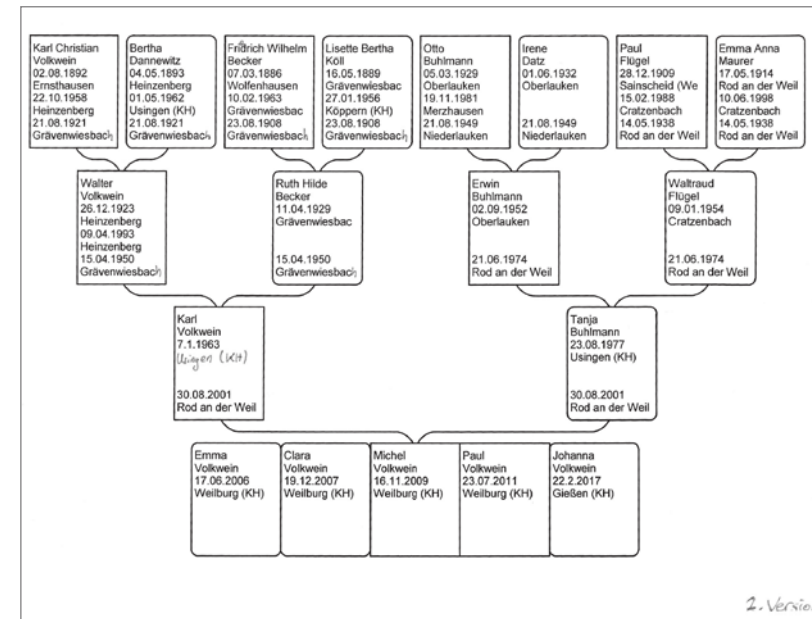 Karl Christian
Volkwein
02.08.1892
Ernsthausen
22.10.1958
Heinzenberg
21.08.1921
Grävenwiesbach
Bertha
Dannewitz
04.05.1893
Heinzenberg
01.05.1962
Usingen (KH)
21.08.1921
Grävenwiesbach
Friedrich Wilhelm
Becker
07.03.1886
Wolfenhausen
10.02.1963
Grävenwiesbac
23.08.1908
Grävenwiesbach
Lisette Bertha
Köll
16.05.1889
Grävenwiesbac
27.01.1956
Köppern (KH)
23.08.1908
Grävenwiesbach
Otto
Buhlmann
05.03.1929
Oberlauken
19.11.1981
Merzhausen
21.08.1949
Niederlauken
Irene
Datz
01.06.1932
Oberlauken
21.08.1949
Niederlauken
Paul
Flügel
28.12.1909
Sainscheid (We
15.02.1988
Cratzenbach
14.05.1938
Rod an der Weil
Emma Anna
Maurer
17.05.1914
Rod an der Weil
10.06.1998
Cratzenbach
14.05.1938
Rod an der Weil
Walter
Volkwein
26.12.1923
Heinzenberg
09.04.1993
Heinzenberg
15.04.1950
Grävenwiesbach
Ruth Hilde
Becker
11.04.1929
Grävenwiesbac
15.04.1950
Grävenwiesbach
Erwin
Buhlmann
02.09.1952
Oberlauken
21.06.1974
Rod an der Weil
Waltraud
Flügel
09.01.1954
Cratzenbach
21.06.1974
Rod an der Weil
Karl
Volkwein
7.1.1963
Usingen (KH)
30.08.2001
Rod an der Weil
Tanja
Buhlmann
23.08.1977
Usingen (KH)
30.08.2001
Rod an der Weil
Emma
Volkwein
17.06.2006
Weilburg (KH)
Clara
Volkwein
19.12.2007
Weilburg (KH)
Michel
Volkwein
16.11.2009
Weilburg (KH)
Paul
Volkwein
23.07.2011
Weilburg (KH)
Johanna
Volkwein
22.2.2017
Gießen (KH)
2. Version